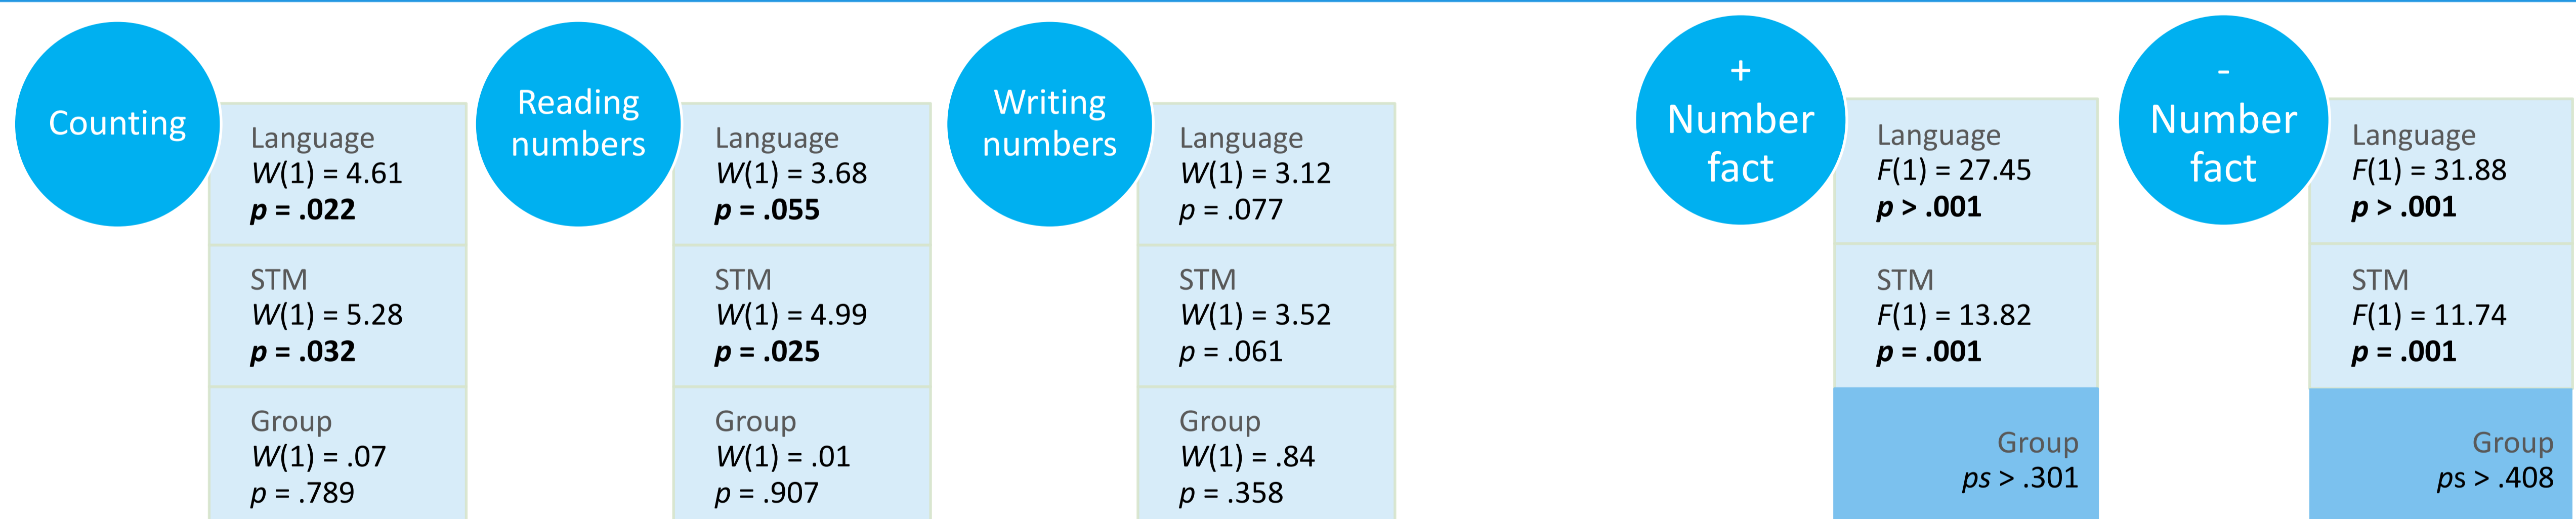 Counting
Language
W(1) = 4.61
p = .022
STM
W(1) = 5.28
p = .032
Group
W(1) = .07
p = .789
Reading
numbers
Language
W(1) = 3.68
p = .055
STM
W(1) = 4.99
p = .025
Group
W(1) = .01
p = .907
Writing
numbers
Language
W(1) = 3.12
p = .077
STM
W(1) = 3.52
p = .061
Group
W(1) = .84
p = .358
+
Number
fact
Language
F(1) = 27.45
p > .001
STM
F(1) = 13.82
p = .001
Group
ps > .301
-
Number
fact
Language
F(1) = 31.88
p > .001
STM
F(1) = 11.74
p = .001
Group
ps > .408